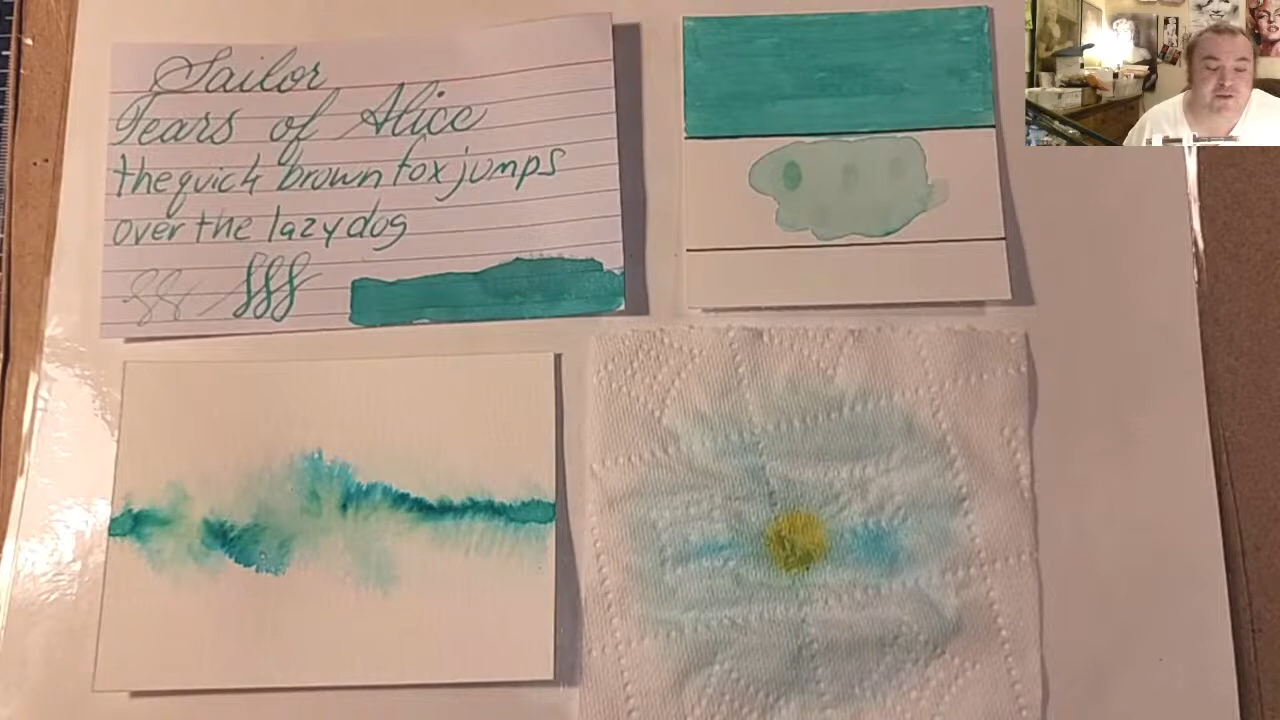 Sailor
Tears of Alice
the quick brown fox jumps
over the lazy dog